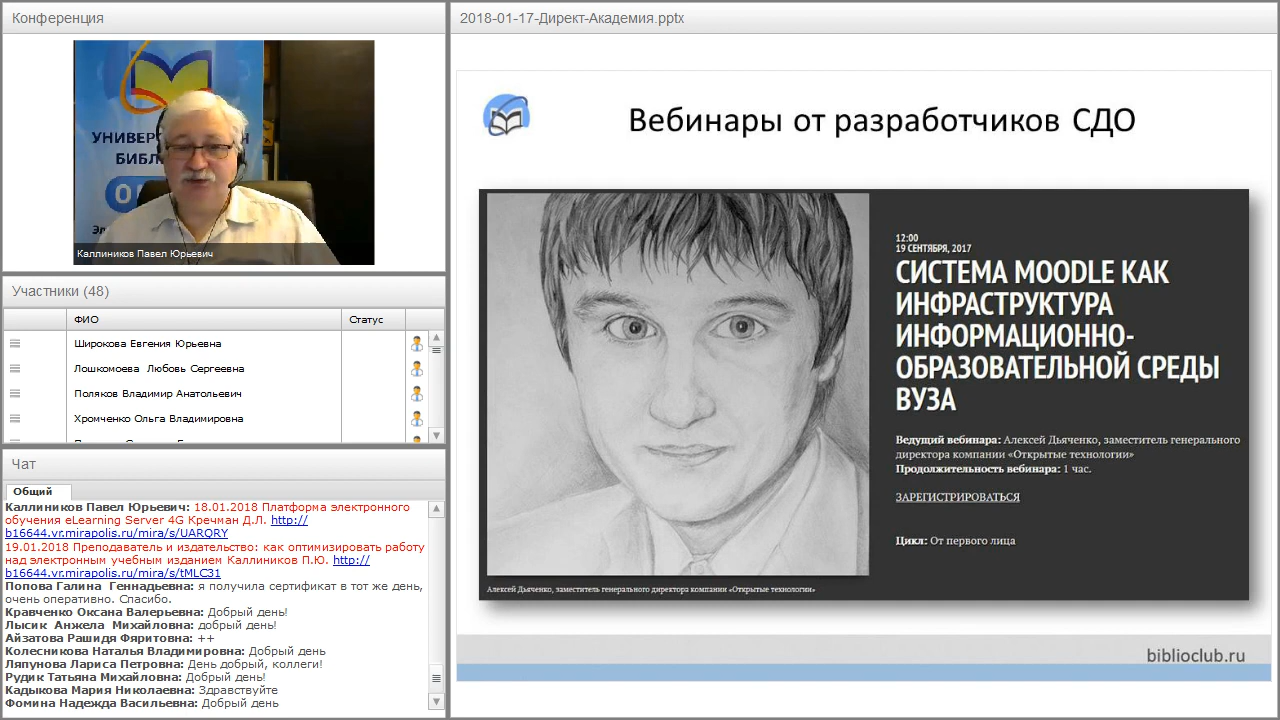 Конференция
УНИВЕР
БИБЛ
Каллиников Павел Юрьевич
Участники (48)
ФИО
Статус
Широкова Евгения Юрьевна
Лошкомоева Любовь Сергеевна
Поляков Владимир Анатольевич
Хромченко Ольга Владимировна
Чат
Общий
Каллиников Павел Юрьевич: 18.01.2018 Платформа электронного
обучения eLearning Server 4G Кречман Д.Л. http://
b16644.vr.mirapolis.ru/mira/s/UARQRY
19.01.2018 Преподаватель и издательство: как оптимизировать работу
над электронным учебным изданием Каллиников П.Ю. http://
b16644.vr.mirapolis.ru/mira/s/tMLC31
Попова Галина Геннадьевна: я получила сертификат в тот же день,
очень оперативно. Спасибо.
Кравченко Оксана Валерьевна: Добрый день!
Лысик Анжела Михайловна: добрый день!
Айзатова Рашидя Фяритовна: ++
Колесникова Наталья Владимировна: Добрый день
Ляпунова Лариса Петровна: День добрый, коллеги!
Рудик Татьяна Михайловна: Добрый день!
Кадыкова Мария Николаевна: Здравствуйте
Фомина Надежда Васильевна: Добрый день
2018-01-17-Директ-Академия.pptx
Вебинары от разработчиков СДО
12:00
19 СЕНТЯБРЯ, 2017
СИСТЕМА MOODLE КАК
ИНФРАСТРУКТУРА
ИНФОРМАЦИОННО-
ОБРАЗОВАТЕЛЬНОЙ СРЕДЫ
ВУЗА
Ведущий вебинара: Алексей Дьяченко, заместитель генерального
директора компании «Открытые технологии»
Продолжительность вебинара: 1 час.
ЗАРЕГИСТРИРОВАТЬСЯ
Цикл: От первого лица
Алексей Дьяченко, заместитель генерального директора компании «Открытые технологии»
biblioclub.ru